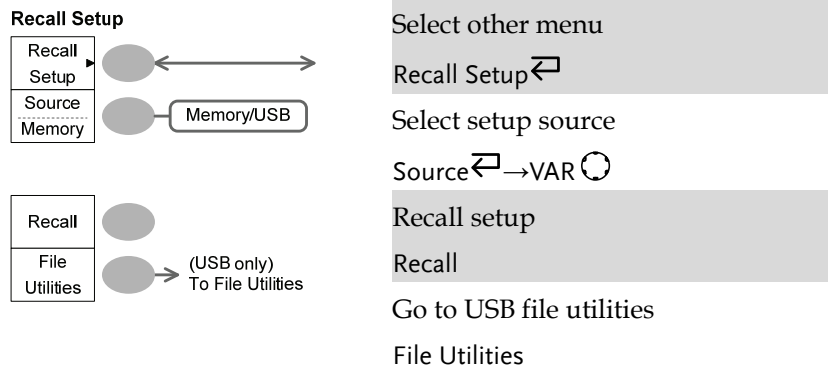 Recall Setup
Recall
Setup
Source
Memory
Memory/USB
Recall
File
Utilities
(USB only)
To File Utilities
Select other menu
Recall Setup
Select setup source
Source → VAR
Recall setup
Recall
Go to USB file utilities
File Utilities